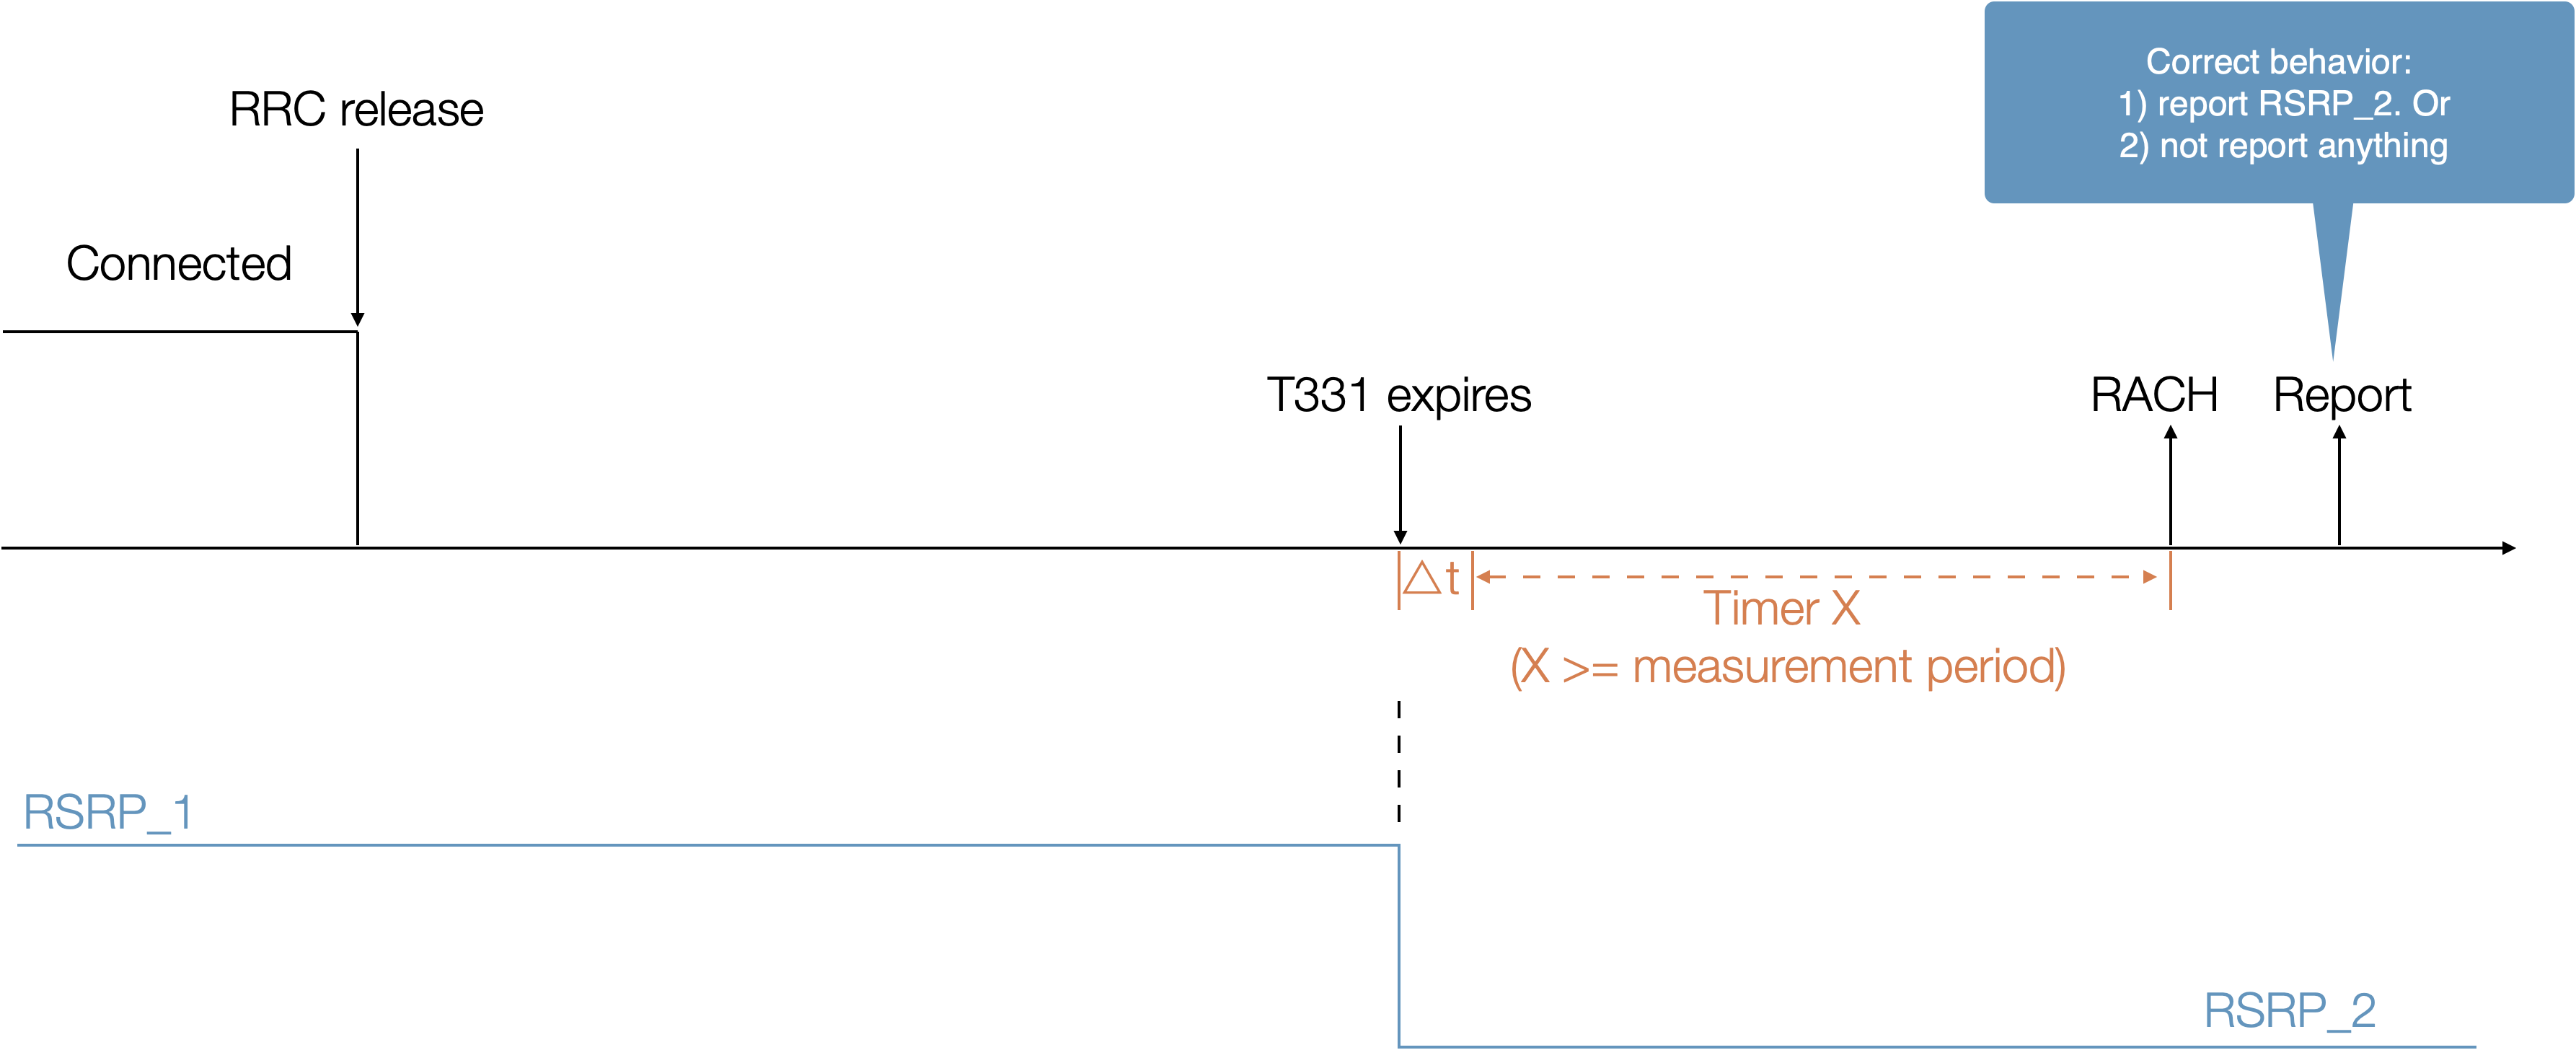 Correct behavior:
1) report RSRP_2. Or
2) not report anything
RRC release
Connected
T331 expires
RACH
Report
△t
Timer X
(X >= measurement period)
RSRP_1
RSRP_2